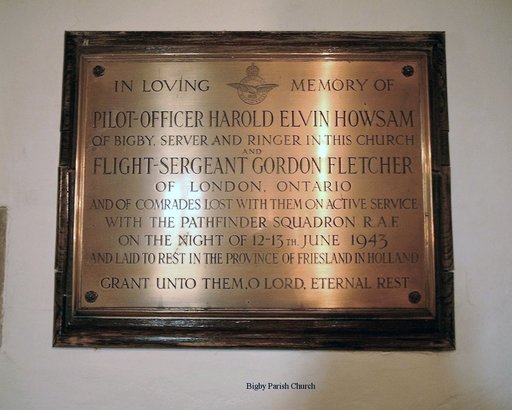 IN LOVING MEMORY OF
PILOT-OFFICER HAROLD ELVIN HOWSAM
OF BIGBY, SERVER AND RINGER IN THIS CHURCH
AND
FLIGHT-SERGEANT GORDON FLETCHER
OF LONDON, ONTARIO
AND OF COMRADES LOST WITH THEM ON ACTIVE SERVICE
WITH THE PATHFINDER SQUADRON R.A.F.
ON THE NIGHT OF 12-13TH. JUNE 1943
AND LAID TO REST IN THE PROVINCE OF FRIESLAND IN HOLLAND
GRANT UNTO THEM, O LORD, ETERNAL REST
Bigby Parish Church